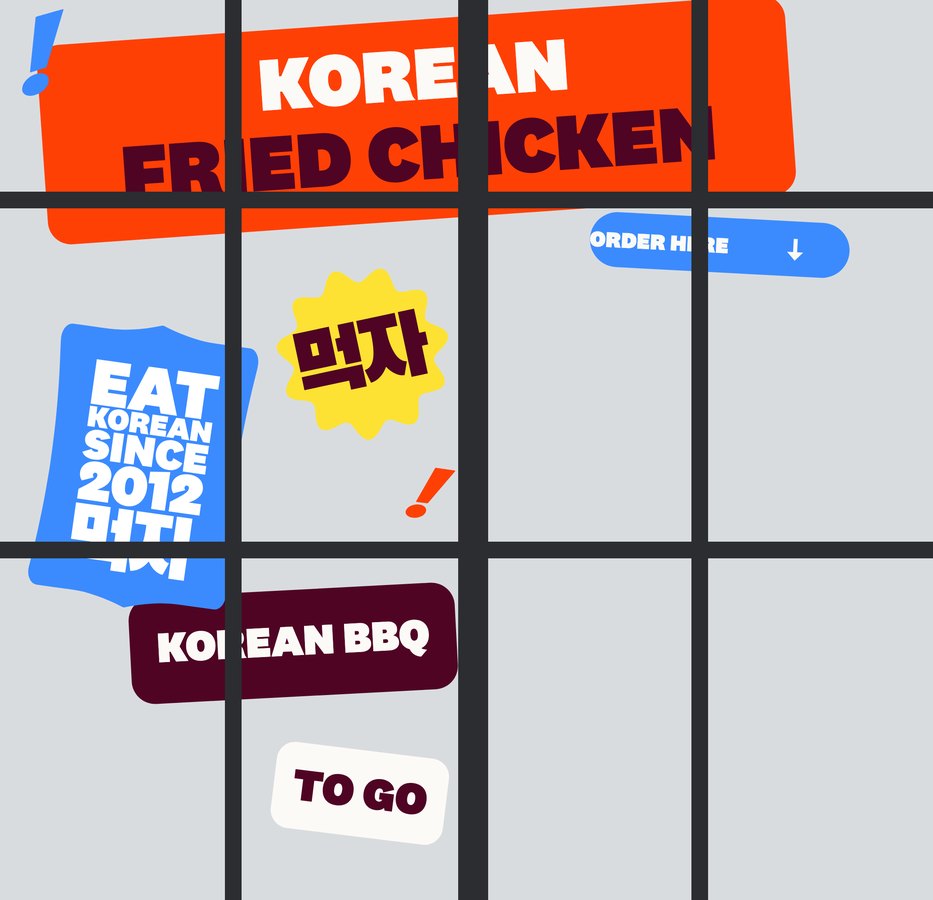 KOREAN
FRIED CHICKEN
ORDER HERE
먹자
EAT
KOREAN
SINCE
2012
먹자
KOREAN BBQ
TO GO